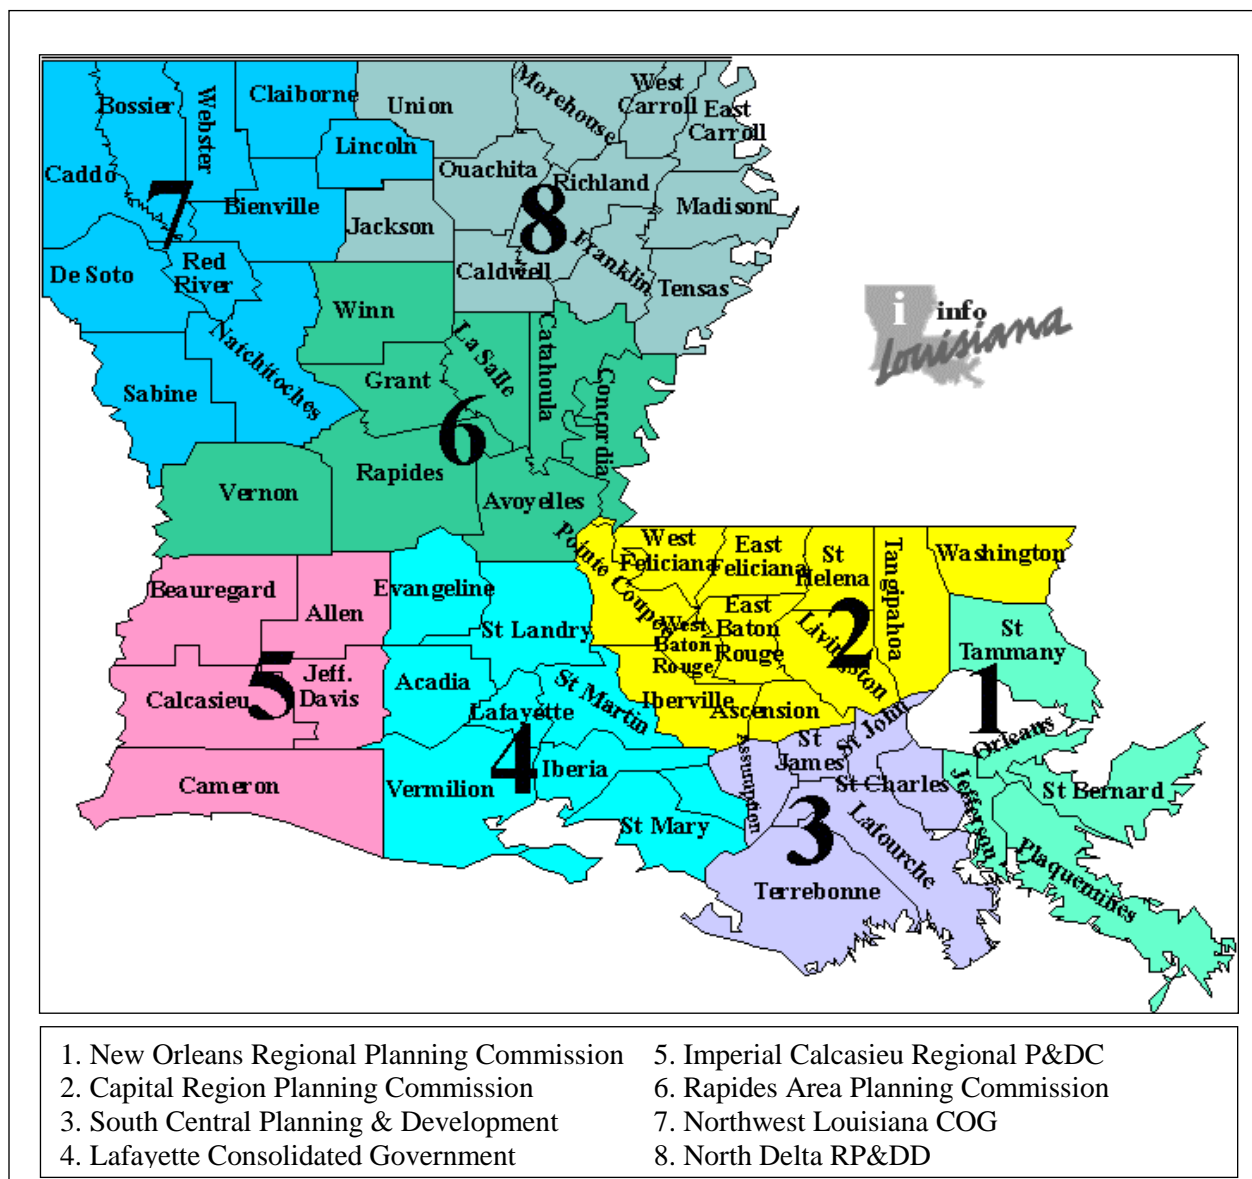 Bossier
Webster
Claiborne
Union
Morehouse
West
Carroll
East
Carroll
Caddo
Lincoln
Ouachita
Richland
Madison
7
Bienville
Jackson
8
Franklin
De Soto
Red
River
Caldwell
Tensas
Winn
Natchitoches
La Salle
Catahoula
Concordia
Sabine
Grant
6
Rapides
Vernon
Avoyelles
i info
Louisiana
Pointe Coupee
West
Feliciana
East
Feliciana
St
Helena
Tangipahoa
Washington
Beauregard
Allen
Evangeline
St Landry
West
Baton
Rouge
East
Baton
Rouge
Livingston
2
St
Tammany
Calcasieu
5
Jeff.
Davis
Acadia
Lafayette
St Martin
Iberville
Ascension
1
Orleans
Cameron
Vermilion
4
Iberia
St Mary
Assumption
St
James
St John
St Charles
Jefferson
St Bernard
3
Lafourche
Terrebonne
Plaquemines
1. New Orleans Regional Planning Commission
2. Capital Region Planning Commission
3. South Central Planning & Development
4. Lafayette Consolidated Government
5. Imperial Calcasieu Regional P&DC
6. Rapides Area Planning Commission
7. Northwest Louisiana COG
8. North Delta RP&DD